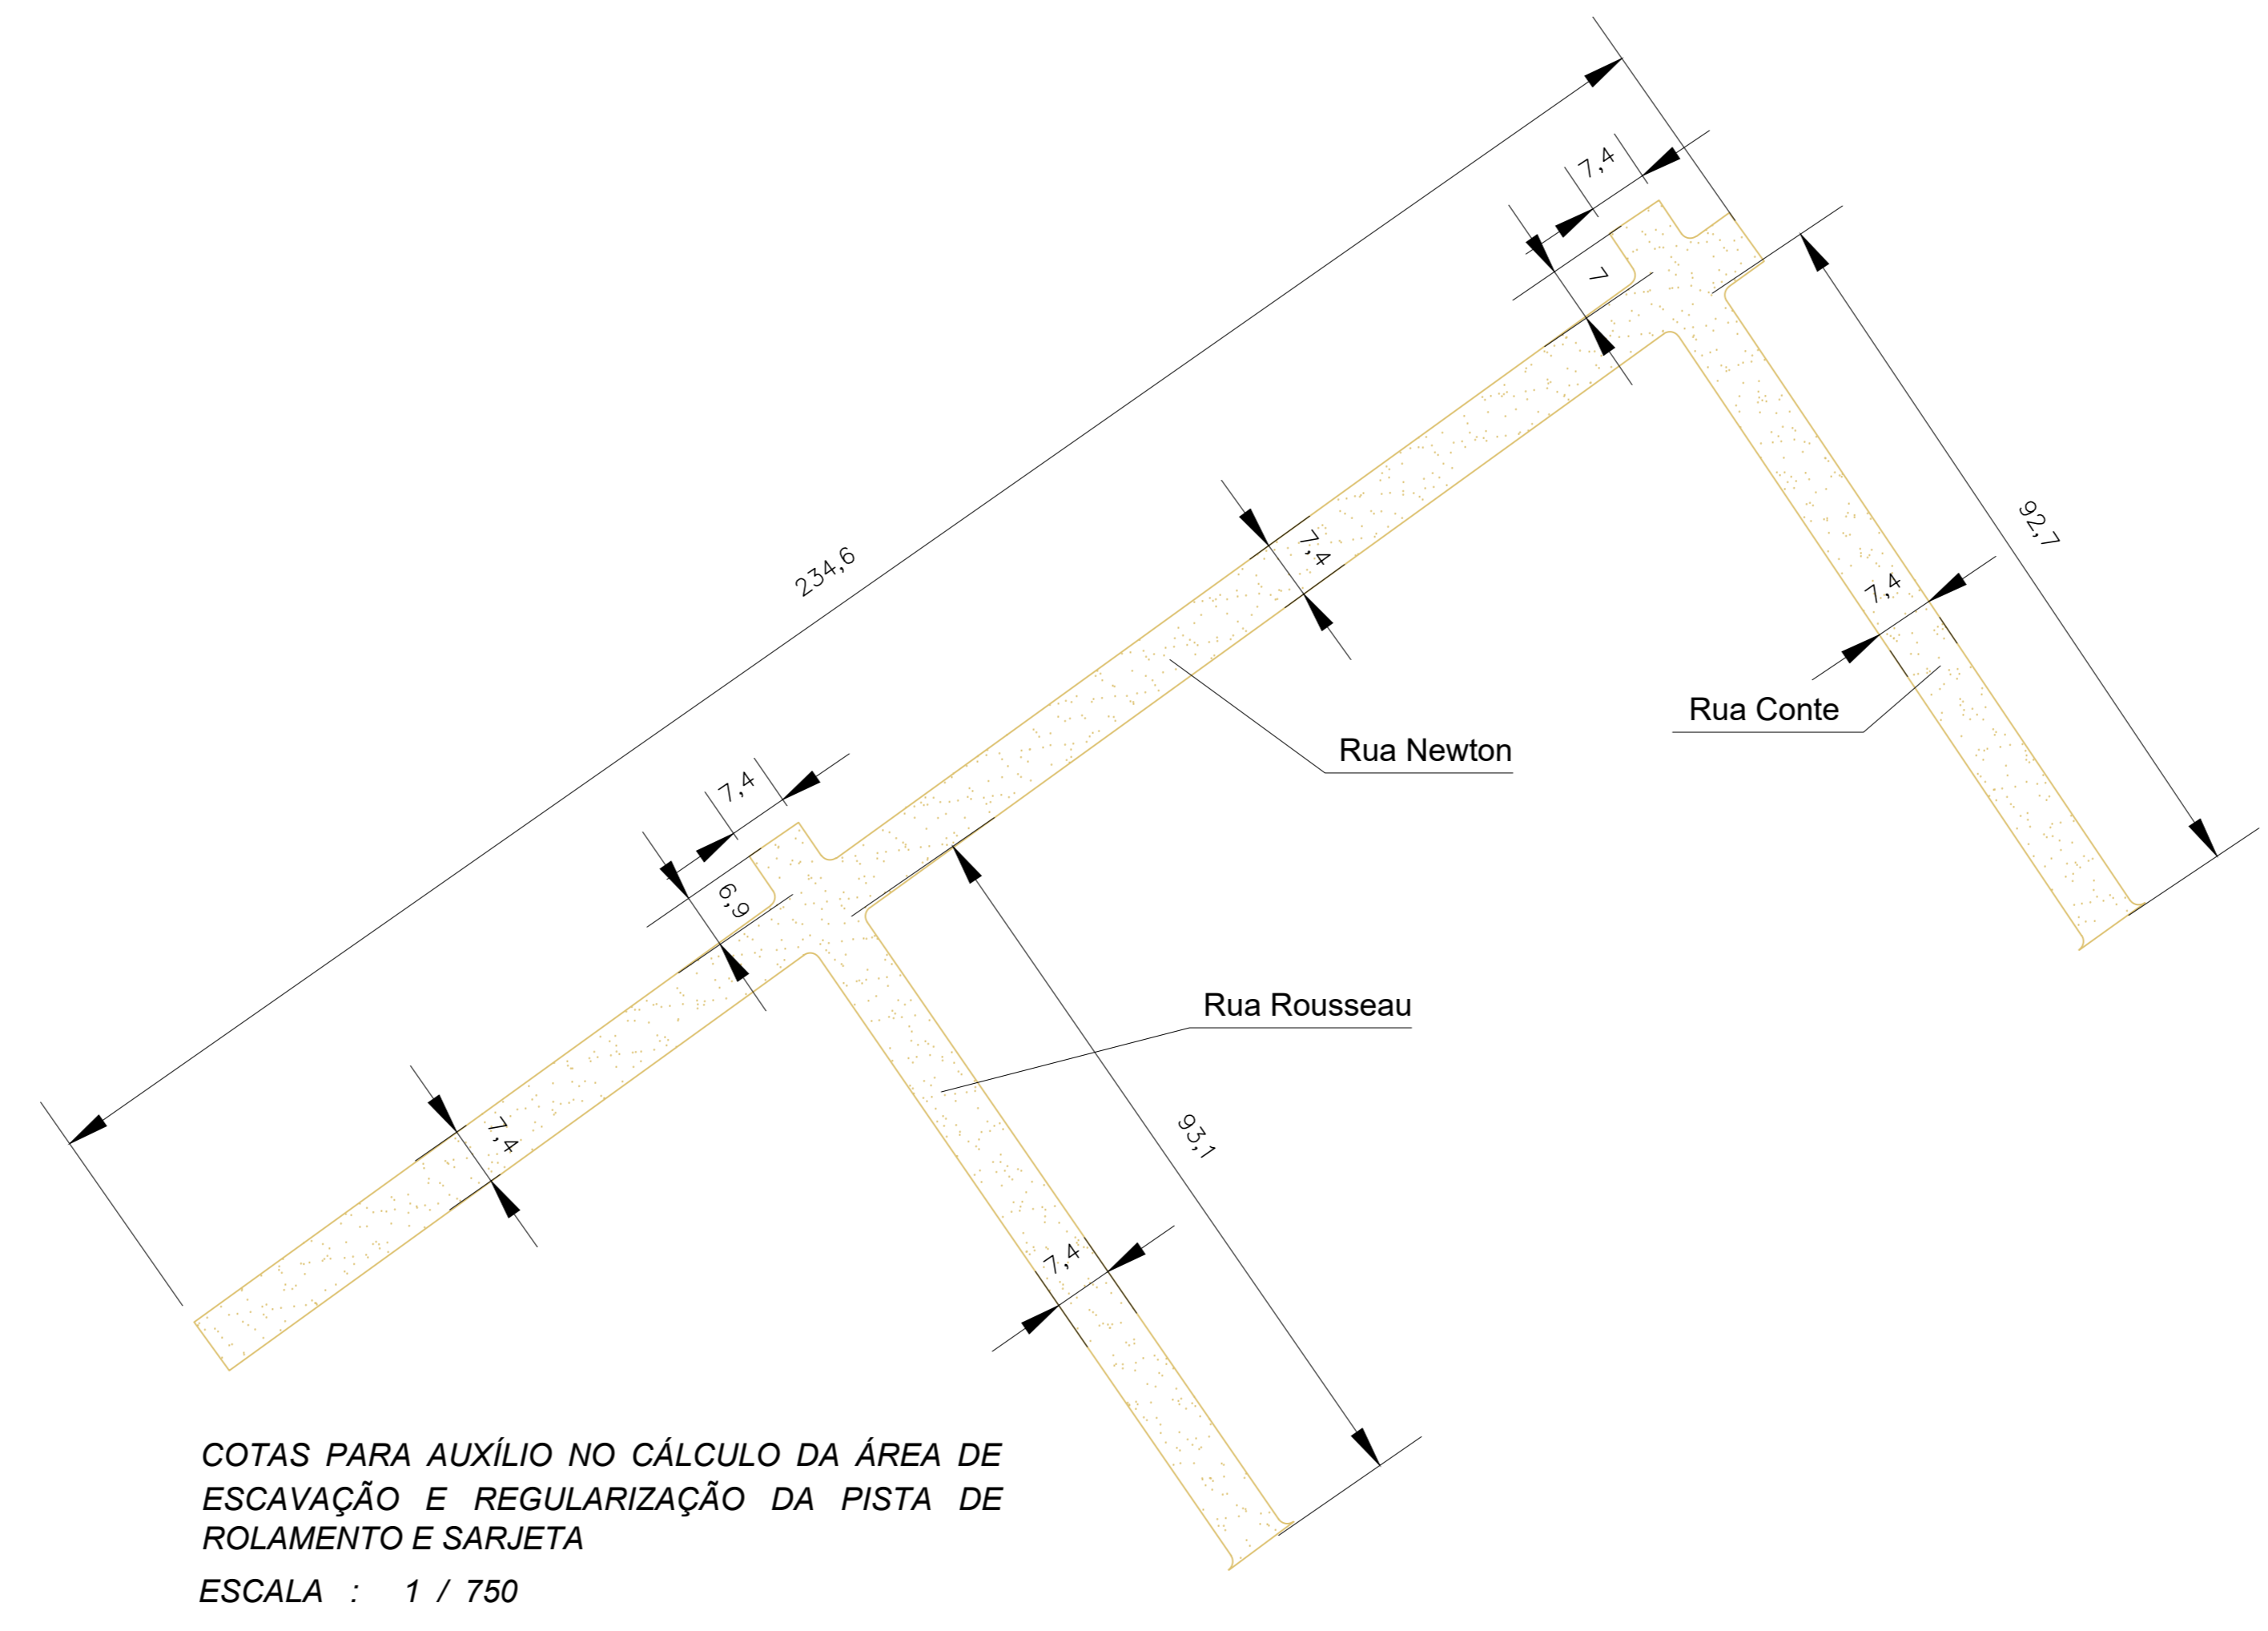 7,4
7
234,6
7,4
92,7
7,4
Rua Conte
Rua Newton
7,4
6,9
Rua Rousseau
7,4
93,1
7,4
COTAS PARA AUXÍLIO NO CÁLCULO DA ÁREA DE
ESCAVAÇÃO E REGULARIZAÇÃO DA PISTA DE
ROLAMENTO E SARJETA
ESCALA : 1 / 750